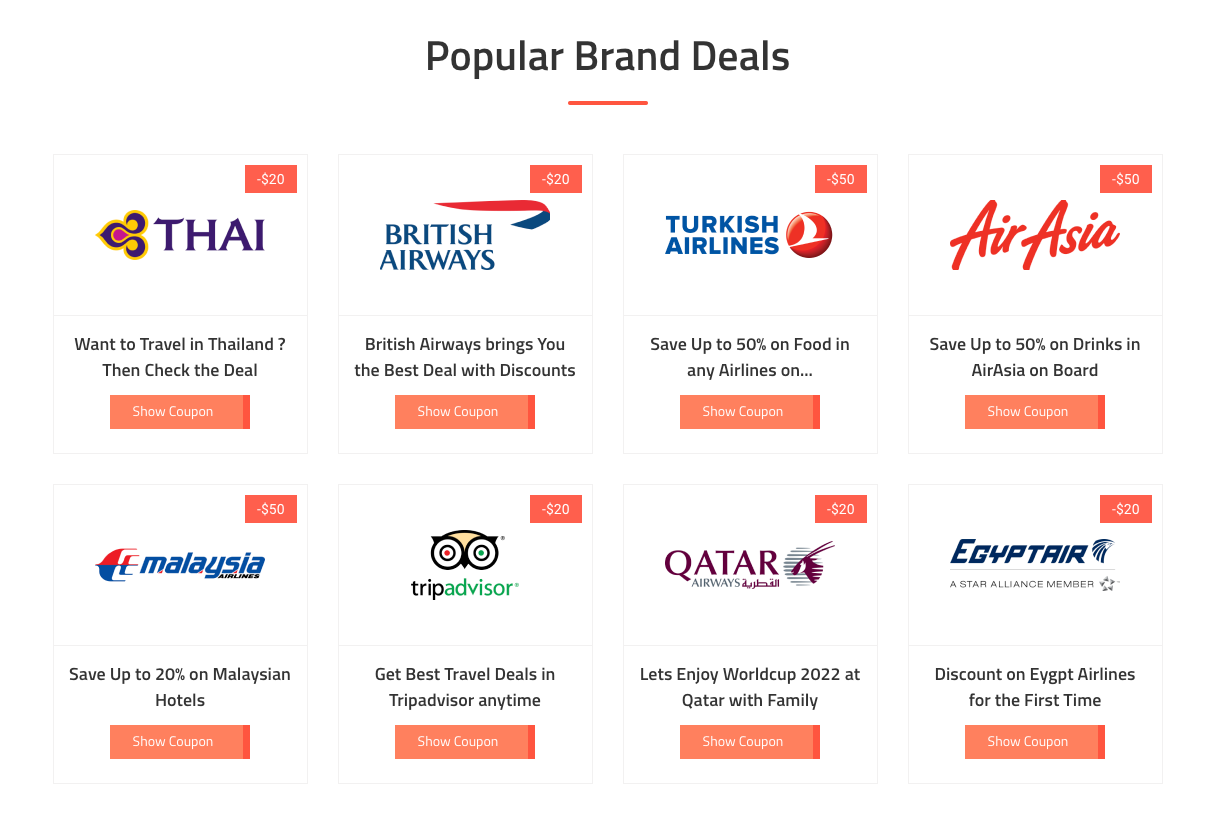 Popular Brand Deals
-$20
THAI
Want to Travel in Thailand ?
Then Check the Deal
Show Coupon
-$20
BRITISH
AIRWAYS
British Airways brings You
the Best Deal with Discounts
Show Coupon
-$50
TURKISH
AIRLINES
Save Up to 50% on Food in
any Airlines on...
Show Coupon
-$50
AirAsia
Save Up to 50% on Drinks in
AirAsia on Board
Show Coupon
-$50
malaysia
AIRLINES
Save Up to 20% on Malaysian
Hotels
Show Coupon
-$20
tripadvisor®
Get Best Travel Deals in
Tripadvisor anytime
Show Coupon
-$20
QATAR
AIRWAYS القطرية
Lets Enjoy Worldcup 2022 at
Qatar with Family
Show Coupon
-$20
EGYPTAIR
A STAR ALLIANCE MEMBER
Discount on Eygpt Airlines
for the First Time
Show Coupon